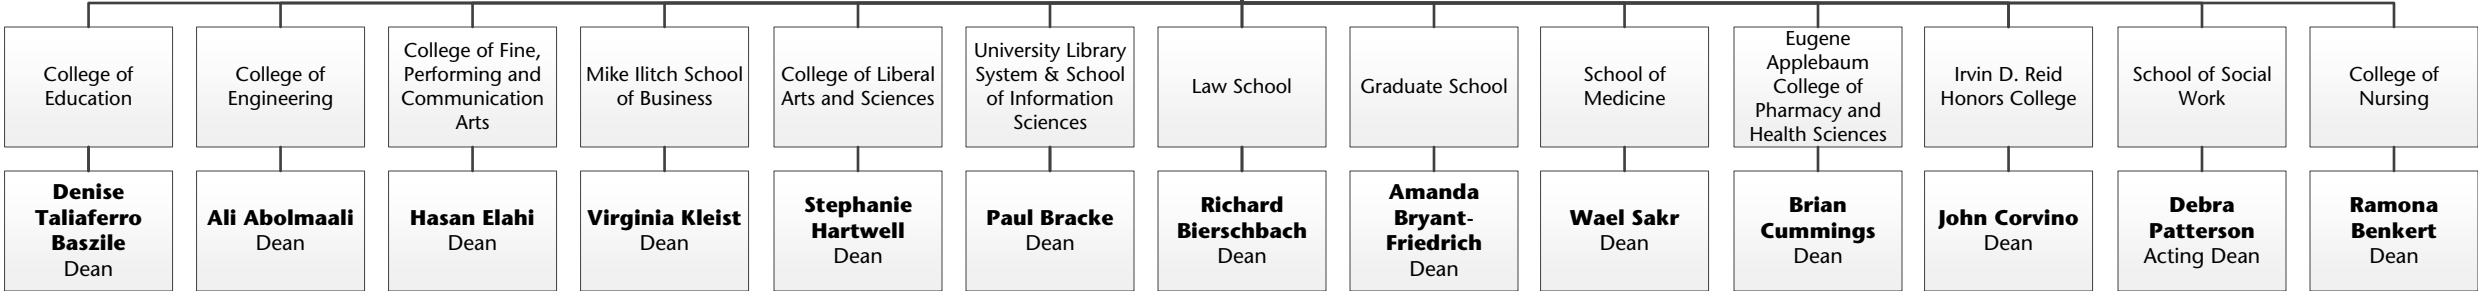 College of
Education
College of
Engineering
College of Fine,
Performing and
Communication
Arts
Mike Ilitch School
of Business
College of Liberal
Arts and Sciences
University Library
System & School
of Information
Sciences
Law School
Graduate School
School of
Medicine
Eugene
Applebaum
College of
Pharmacy and
Health Sciences
Irvin D. Reid
Honors College
School of Social
Work
College of
Nursing
Denise
Taliaferro
Baszile
Dean
Ali Abolmaali
Dean
Hasan Elahi
Dean
Virginia Kleist
Dean
Stephanie
Hartwell
Dean
Paul Bracke
Dean
Richard
Bierschbach
Dean
Amanda
Bryant-
Friedrich
Dean
Wael Sakr
Dean
Brian
Cummings
Dean
John Corvino
Dean
Debra
Patterson
Acting Dean
Ramona
Benkert
Dean